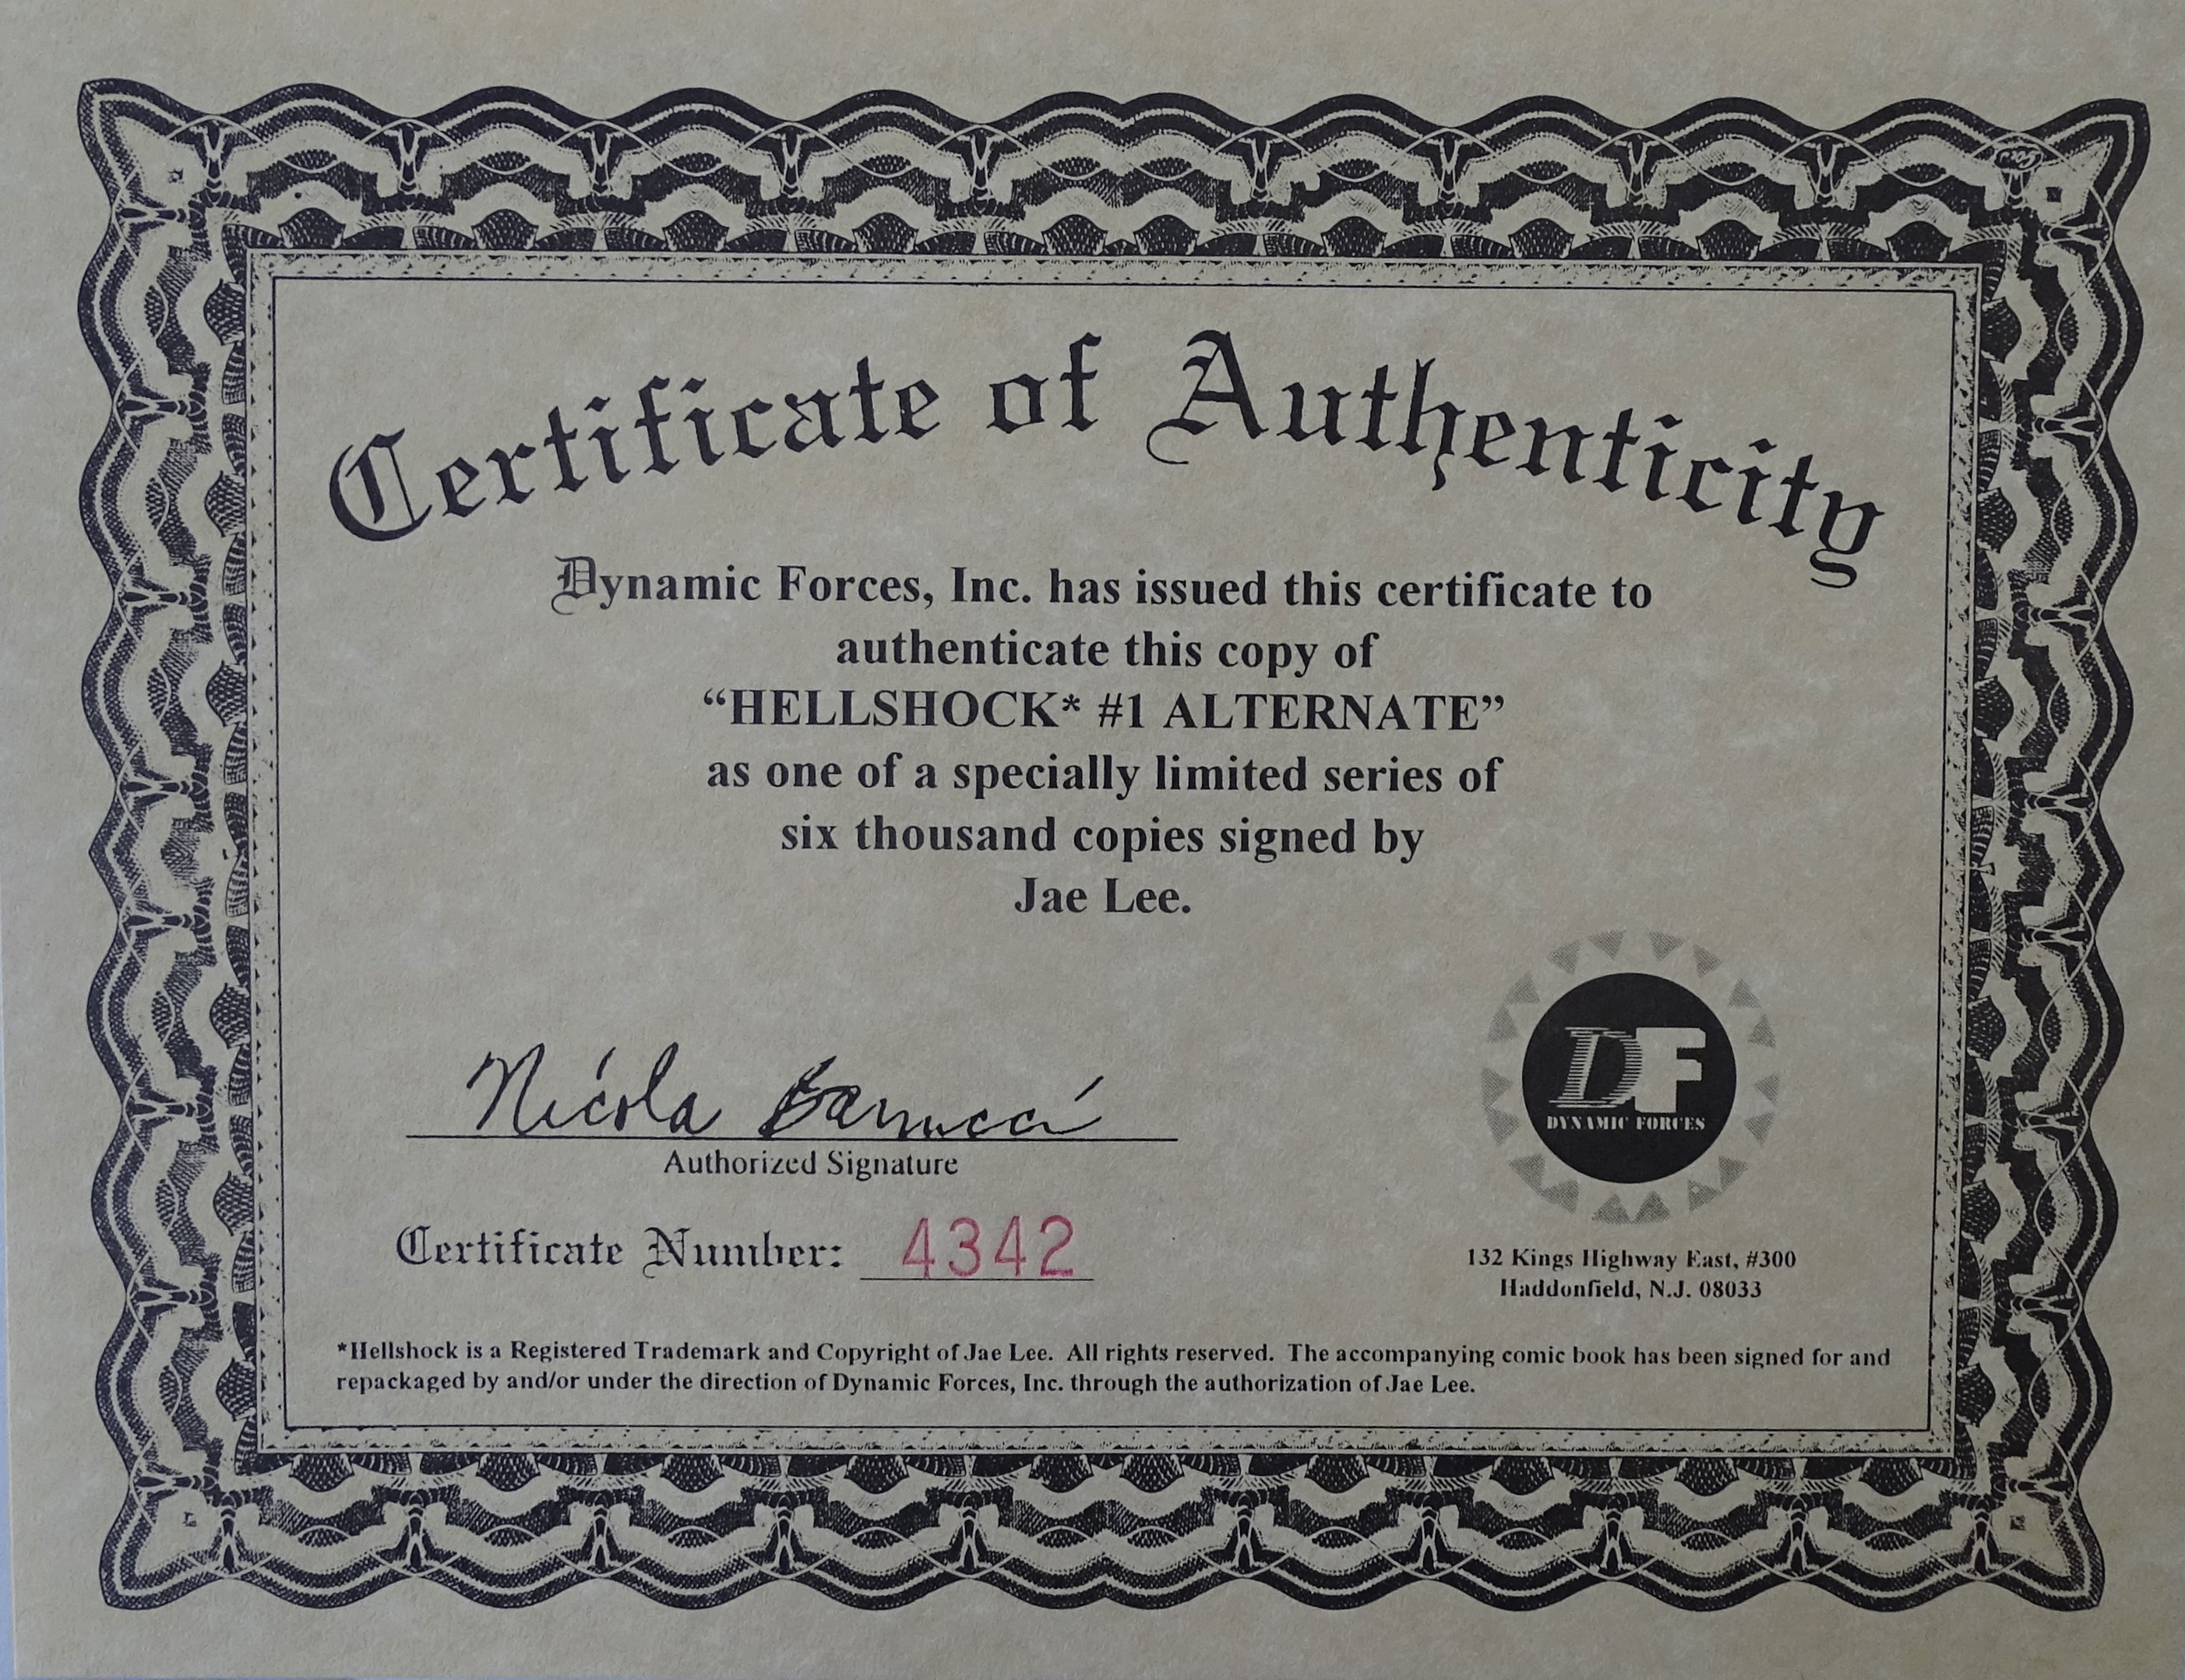 Certificate of Authenticity
Dynamic Forces, Inc. has issued this certificate to
authenticate this copy of
“HELLSHOCK* #1 ALTERNATE”
as one of a specially limited series of
six thousand copies signed by
Jae Lee.
Nicola Barrucci
Authorized Signature
Certificate Number: 4342
DF
DYNAMIC FORCES
132 Kings Highway East, #300
Haddonfield, N.J. 08033
*Hellshock is a Registered Trademark and Copyright of Jae Lee. All rights reserved. The accompanying comic book has been signed for and
repackaged by and/or under the direction of Dynamic Forces, Inc. through the authorization of Jae Lee.